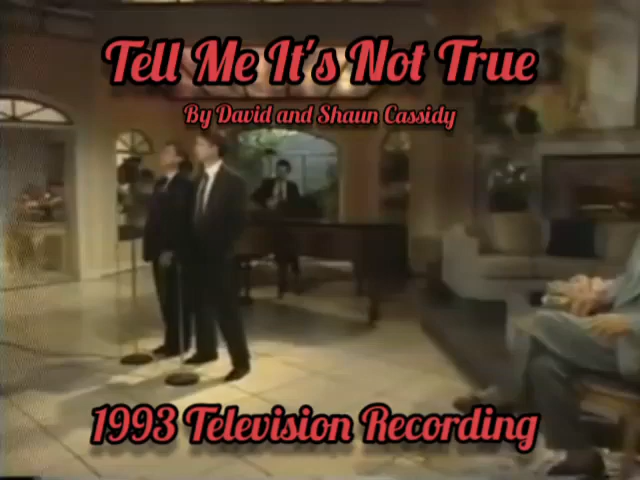 Tell Me It's Not True
By David and Shaun Cassidy
1993 Television Recording